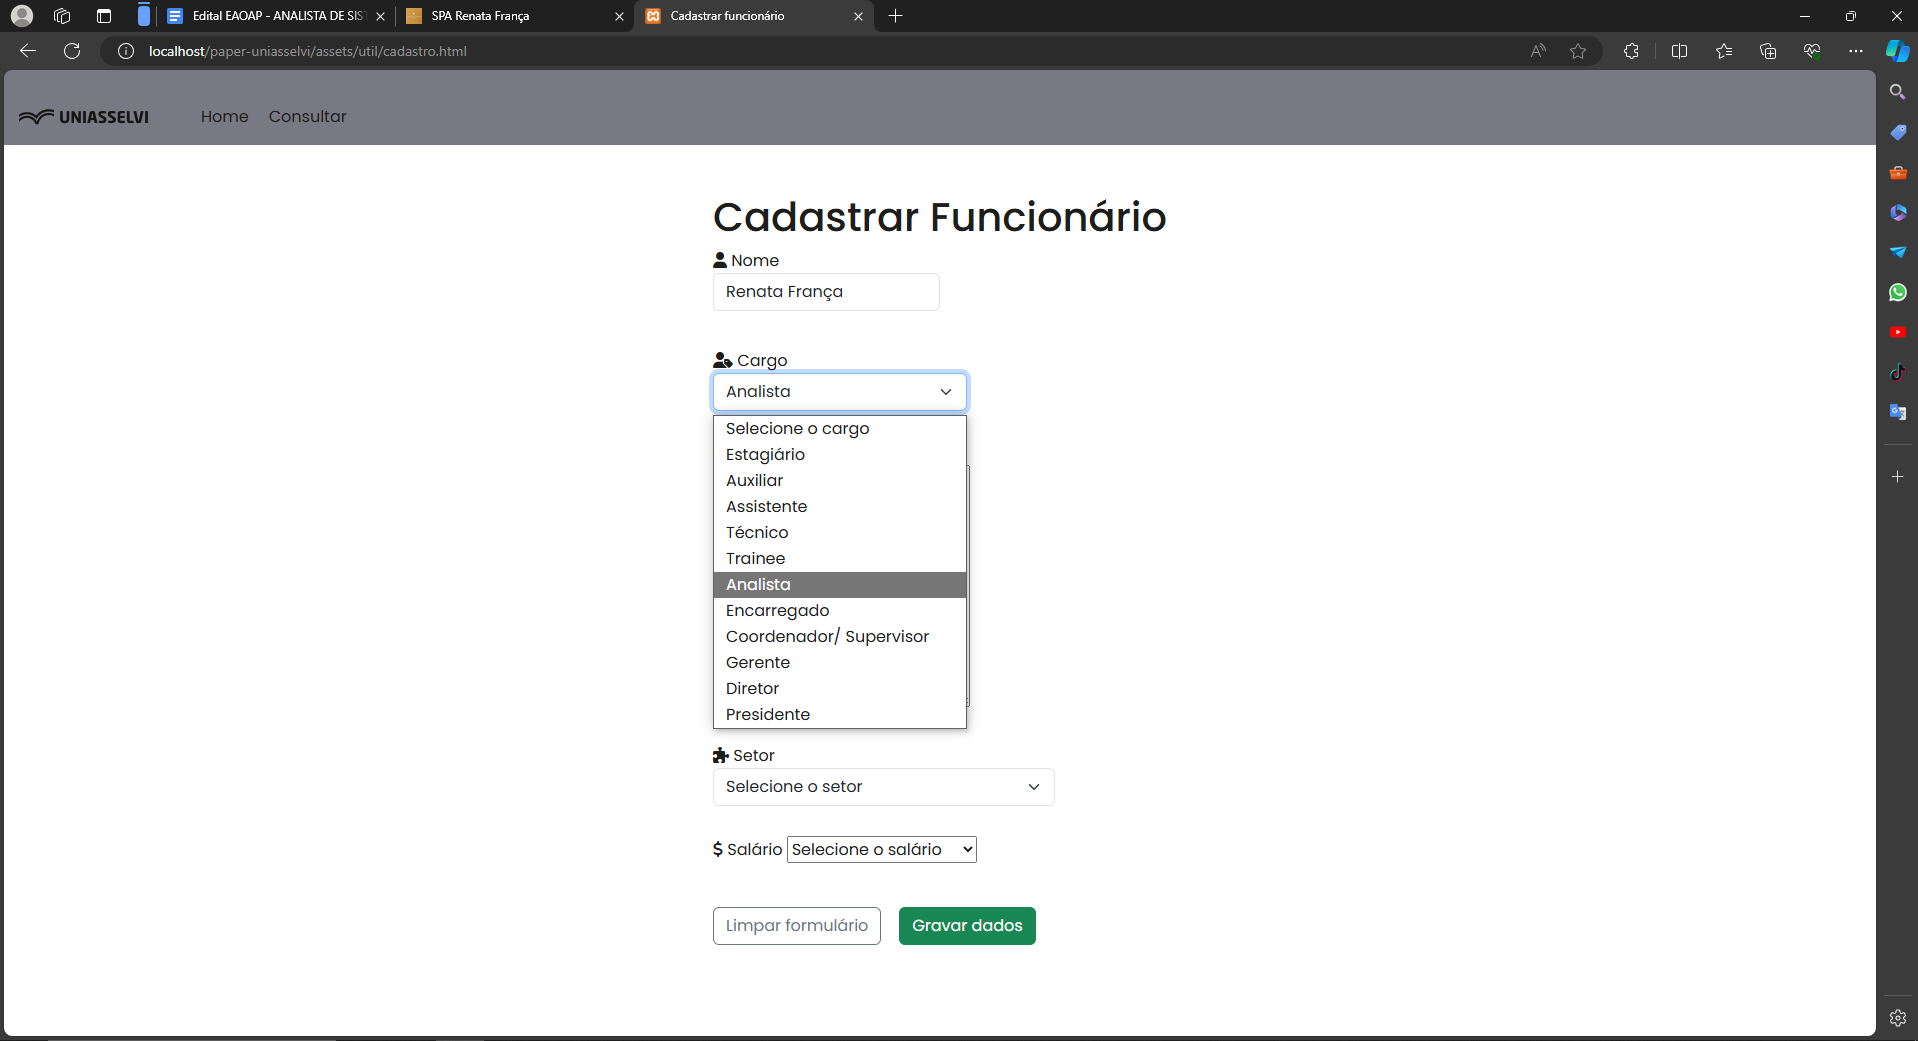 Edital EAOAP - ANALISTA DE SIS
SPA Renata França
Cadastrar funcionário
localhost/paper-uniasselvi/assets/util/cadastro.html
UNIASSELVI
Home
Consultar
Cadastrar Funcionário
Nome
Renata França
Cargo
Analista
Selecione o cargo
Estagiário
Auxiliar
Assistente
Técnico
Trainee
Analista
Encarregado
Coordenador/ Supervisor
Gerente
Diretor
Presidente
Setor
Selecione o setor
$ Salário Selecione o salário
Limpar formulário
Gravar dados